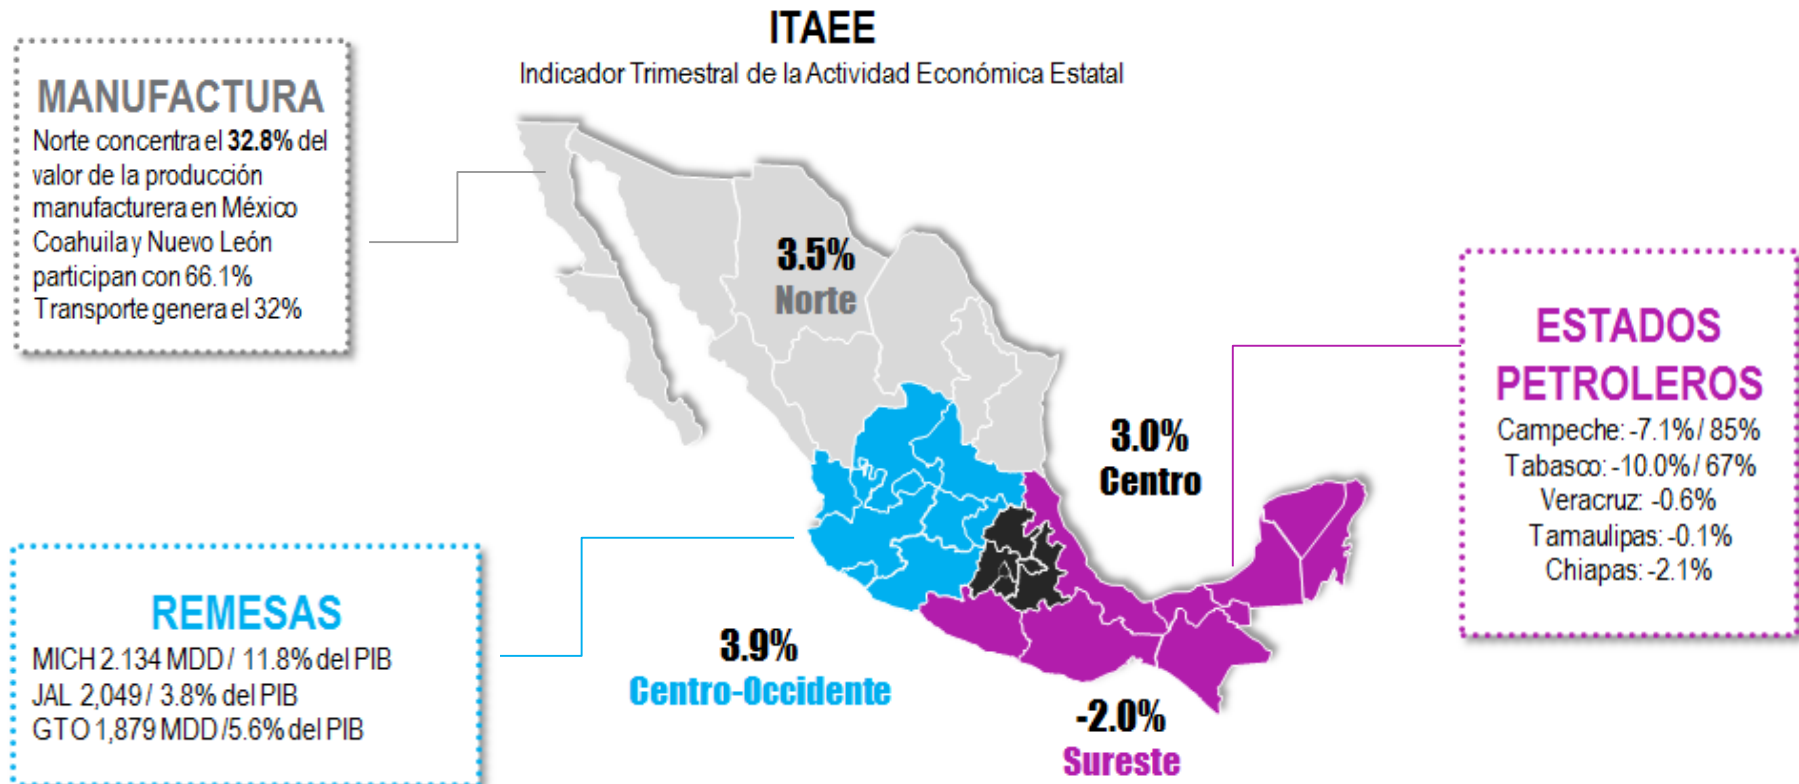 ITAEE
Indicador Trimestral de la Actividad Económica Estatal
MANUFACTURA
Norte concentra el 32.8% del
valor de la producción
manufacturera en México
Coahuila y Nuevo León
participan con 66.1%
Transporte genera el 32%
3.5%
Norte
3.0%
Centro
ESTADOS
PETROLEROS
Campeche: -7.1% / 85%
Tabasco: -10.0% / 67%
Veracruz: -0.6%
Tamaulipas: -0.1%
Chiapas: -2.1%
REMESAS
MICH 2.134 MDD / 11.8% del PIB
JAL 2,049 / 3.8% del PIB
GTO 1,879 MDD /5.6% del PIB
3.9%
Centro-Occidente
-2.0%
Sureste